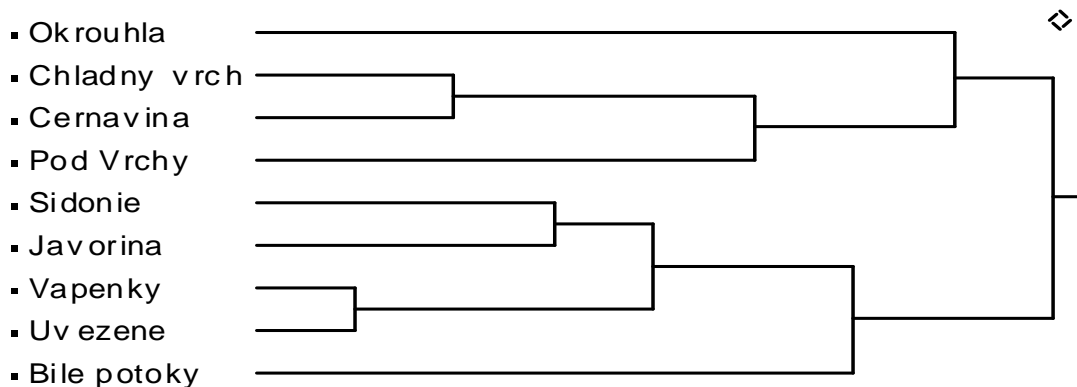 Okrouhla
Chladny vrch
Cernavina
Pod Vrchy
Sidonie
Javorina
Vapenky
Uvezene
Bile potoky